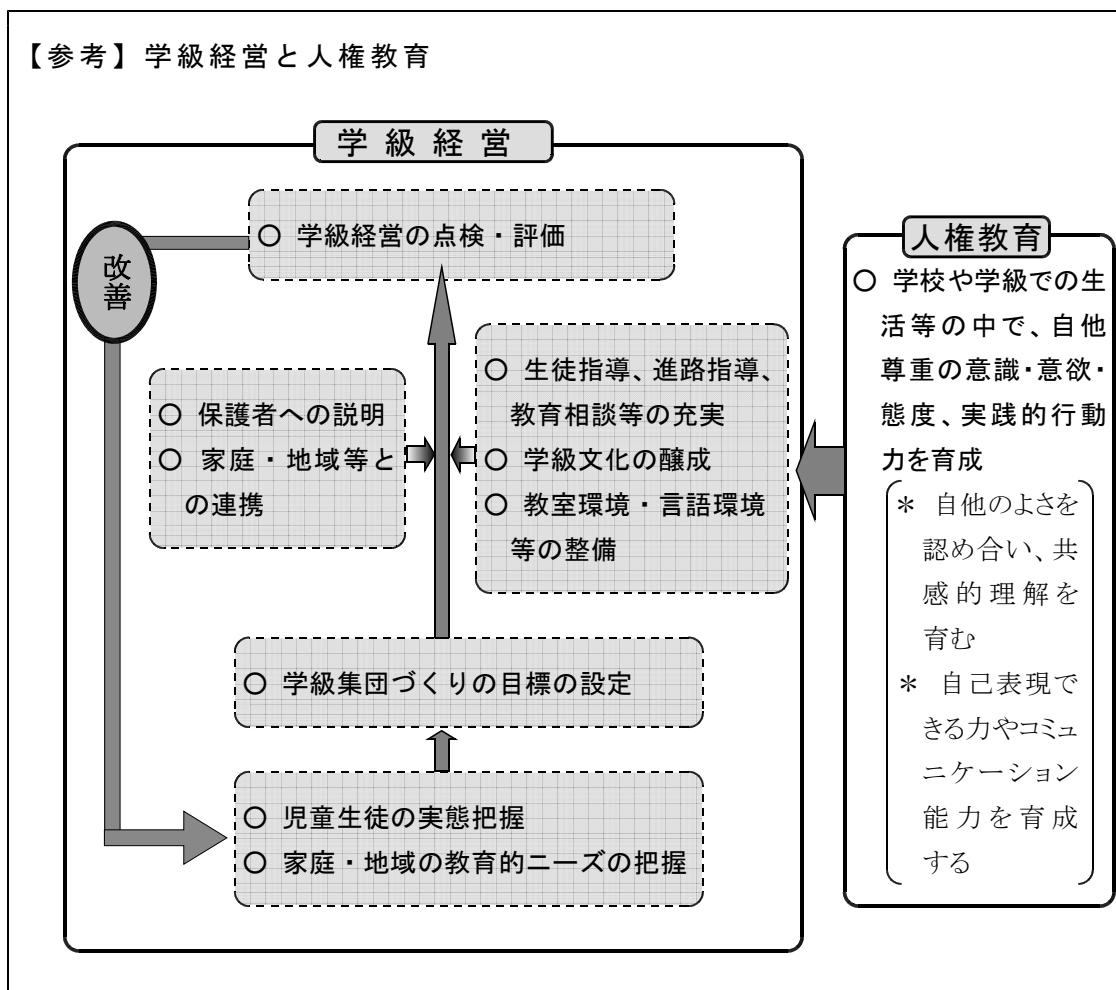 【参考】学級経営と人権教育
学級経営
○ 学級経営の点検・評価
改
善
○ 保護者への説明
○ 家庭・地域等と
の連携
○ 生徒指導、進路指導、
教育相談等の充実
○ 学級文化の醸成
○ 教室環境・言語環境
等の整備
○ 学級集団づくりの目標の設定
○ 児童生徒の実態把握
○ 家庭・地域の教育的ニーズの把握
人権教育
○ 学校や学級での生
活等の中で、自他
尊重の意識・意欲・
態度、実践的行動
力を育成
＊ 自他のよさを
認め合い、共
感的理解を
育む
＊ 自己表現で
きる力やコミュ
ニケーション
能力を育成
する